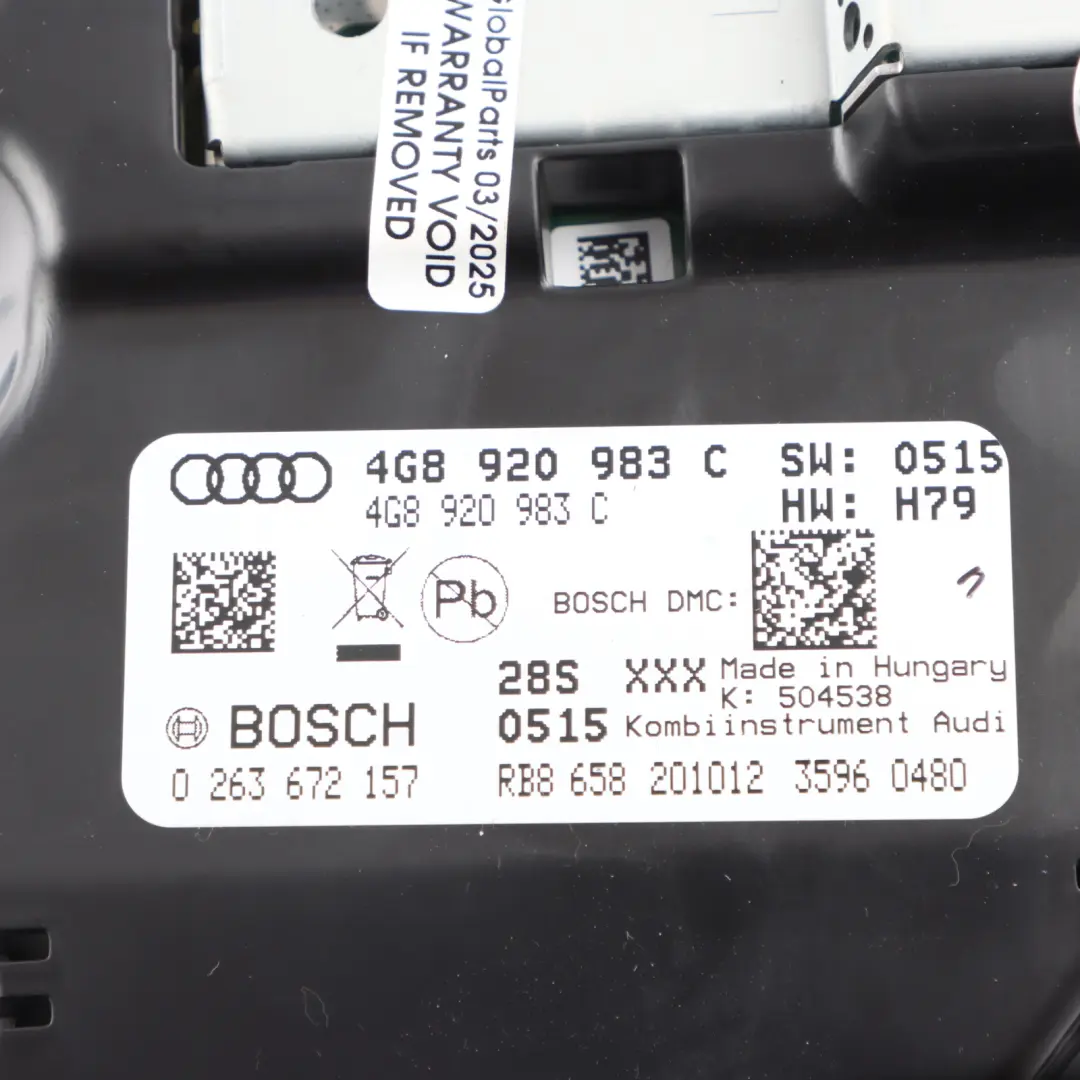 GlobalParts 03/2025
WARRANTY VOID
IF REMOVED
4G8 920 983 C SW: 0515
4G8 920 983 C HW: H79
Pb BOSCH DMC:
28S XXX Made in Hungary
K: 504538
BOSCH 0515 Kombiinstrument Audi
0 263 672 157 RB8 658 201012 3596 0480